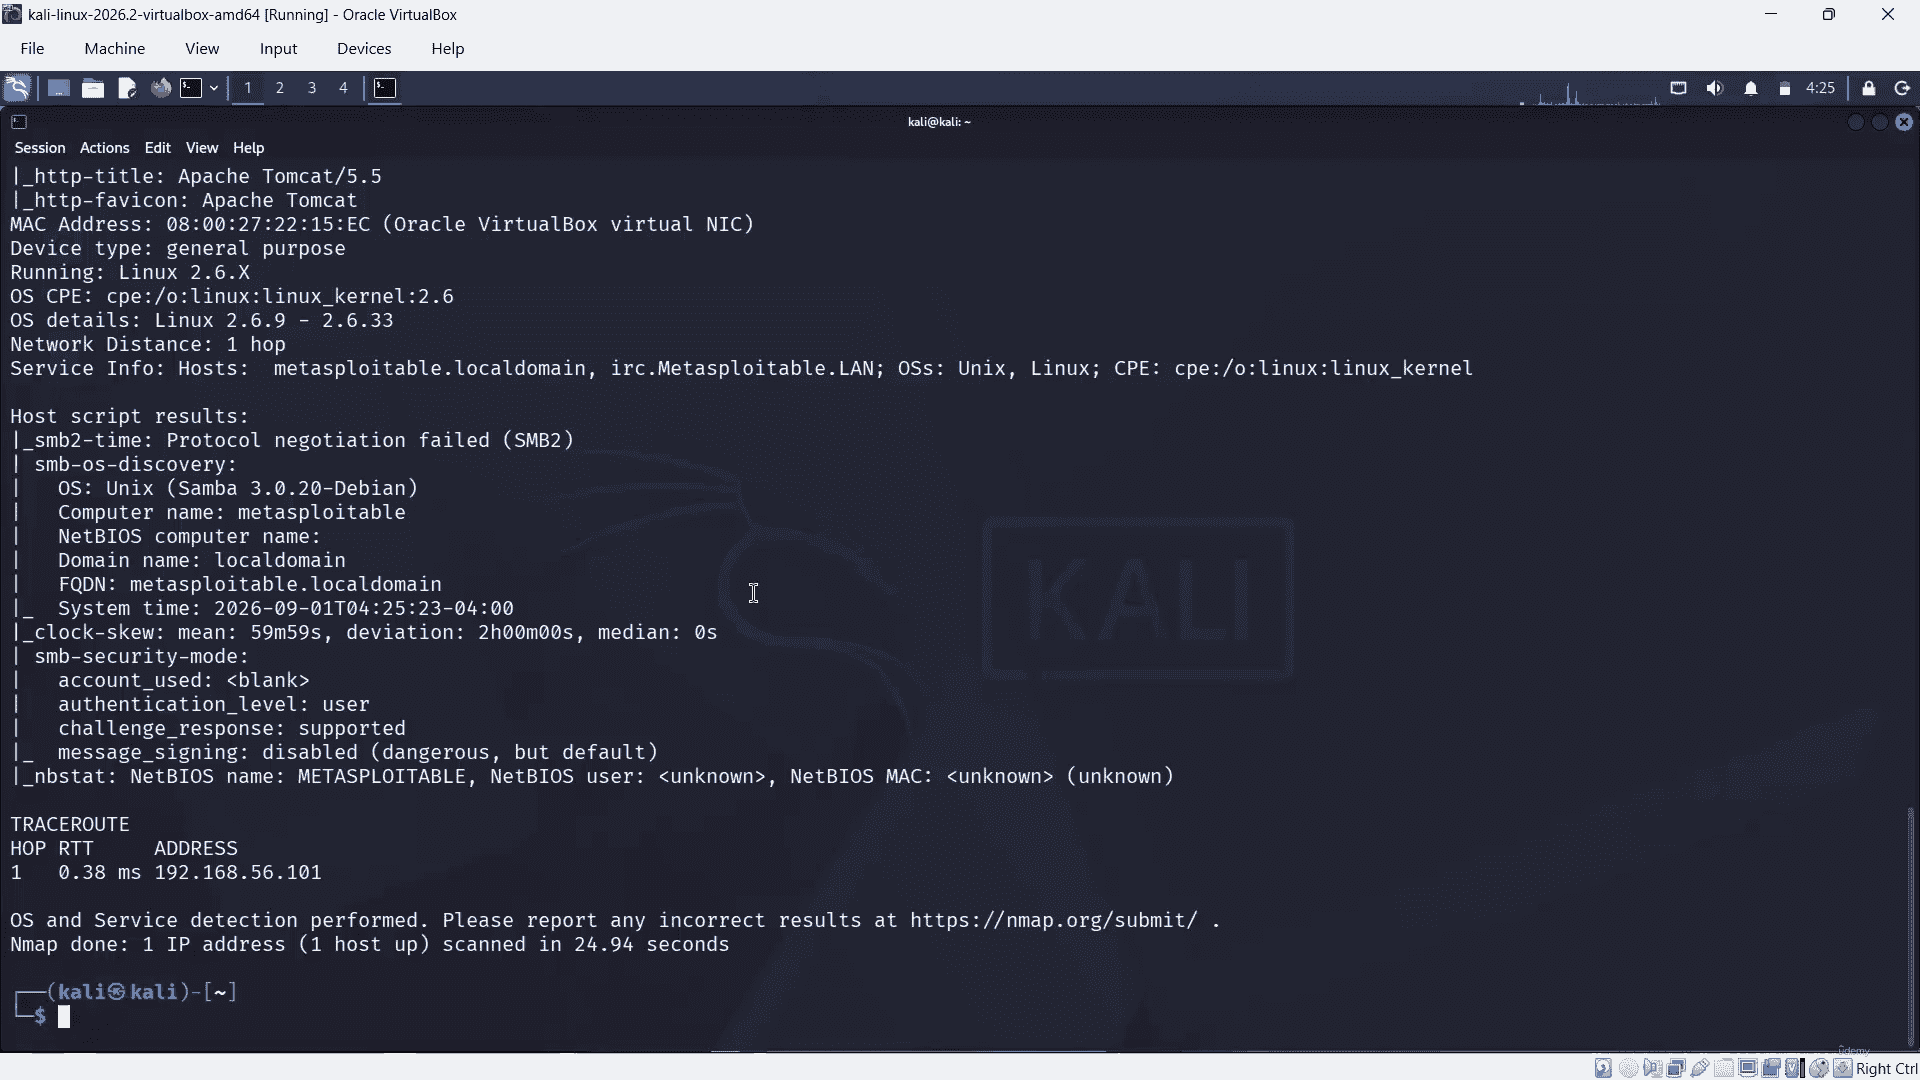 kali-linux-2026.2-virtualbox-amd64 [Running] - Oracle VirtualBox
File Machine View Input Devices Help
1 2 3 4 4:25
kali@kali: ~
Session Actions Edit View Help
|_http-title: Apache Tomcat/5.5
|_http-favicon: Apache Tomcat
MAC Address: 08:00:27:22:15:EC (Oracle VirtualBox virtual NIC)
Device type: general purpose
Running: Linux 2.6.X
OS CPE: cpe:/o:linux:linux_kernel:2.6
OS details: Linux 2.6.9 - 2.6.33
Network Distance: 1 hop
Service Info: Hosts:  metasploitable.localdomain, irc.Metasploitable.LAN; OSs: Unix, Linux; CPE: cpe:/o:linux:linux_kernel
Host script results:
|_smb2-time: Protocol negotiation failed (SMB2)
| smb-os-discovery:
|   OS: Unix (Samba 3.0.20-Debian)
|   Computer name: metasploitable
|   NetBIOS computer name:
|   Domain name: localdomain
|   FQDN: metasploitable.localdomain
|_  System time: 2026-09-01T04:25:23-04:00
|_clock-skew: mean: 59m59s, deviation: 2h00m00s, median: 0s
| smb-security-mode:
|   account_used: <blank>
|   authentication_level: user
|   challenge_response: supported
|_  message_signing: disabled (dangerous, but default)
|_nbstat: NetBIOS name: METASPLOITABLE, NetBIOS user: <unknown>, NetBIOS MAC: <unknown> (unknown)
TRACEROUTE
HOP RTT     ADDRESS
1   0.38 ms 192.168.56.101
OS and Service detection performed. Please report any incorrect results at https://nmap.org/submit/ .
Nmap done: 1 IP address (1 host up) scanned in 24.94 seconds
┌──(kali㉿kali)-[~]
└─$
KALI
udemy
Right Ctrl